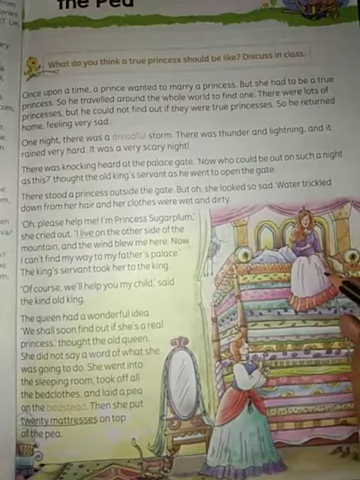 the Pea
What do you think a true princess should be like? Discuss in class.
Once upon a time, a prince wanted to marry a princess. But she had to be a true
princess. So he travelled around the whole world to find one. There were lots of
princesses, but he could not find out if they were true princesses. So he returned
home, feeling very sad.
One night, there was a dreadful storm. There was thunder and lightning, and it
rained very hard. It was a very scary night!
There was knocking heard at the palace gate. 'Now who could be out on such a night
as this?' thought the old king's servant as he went to open the gate.
There stood a princess outside the gate. But oh, she looked so sad. Water trickled
down from her hair and her clothes were wet and dirty.
'Oh, please help me! I'm Princess Sugarplum,'
she cried out. 'I live on the other side of the
mountain, and the wind blew me here. Now
I can't find my way to my father's palace.'
The king's servant took her to the king.
'Of course, we'll help you my child,' said
the kind old king.
The queen had a wonderful idea.
'We shall soon find out if she's a real
princess,' thought the old queen.
She did not say a word of what she
was going to do. She went into
the sleeping room, took off all
the bedclothes, and laid a pea
on the bedstead. Then she put
twenty mattresses on top
of the pea.